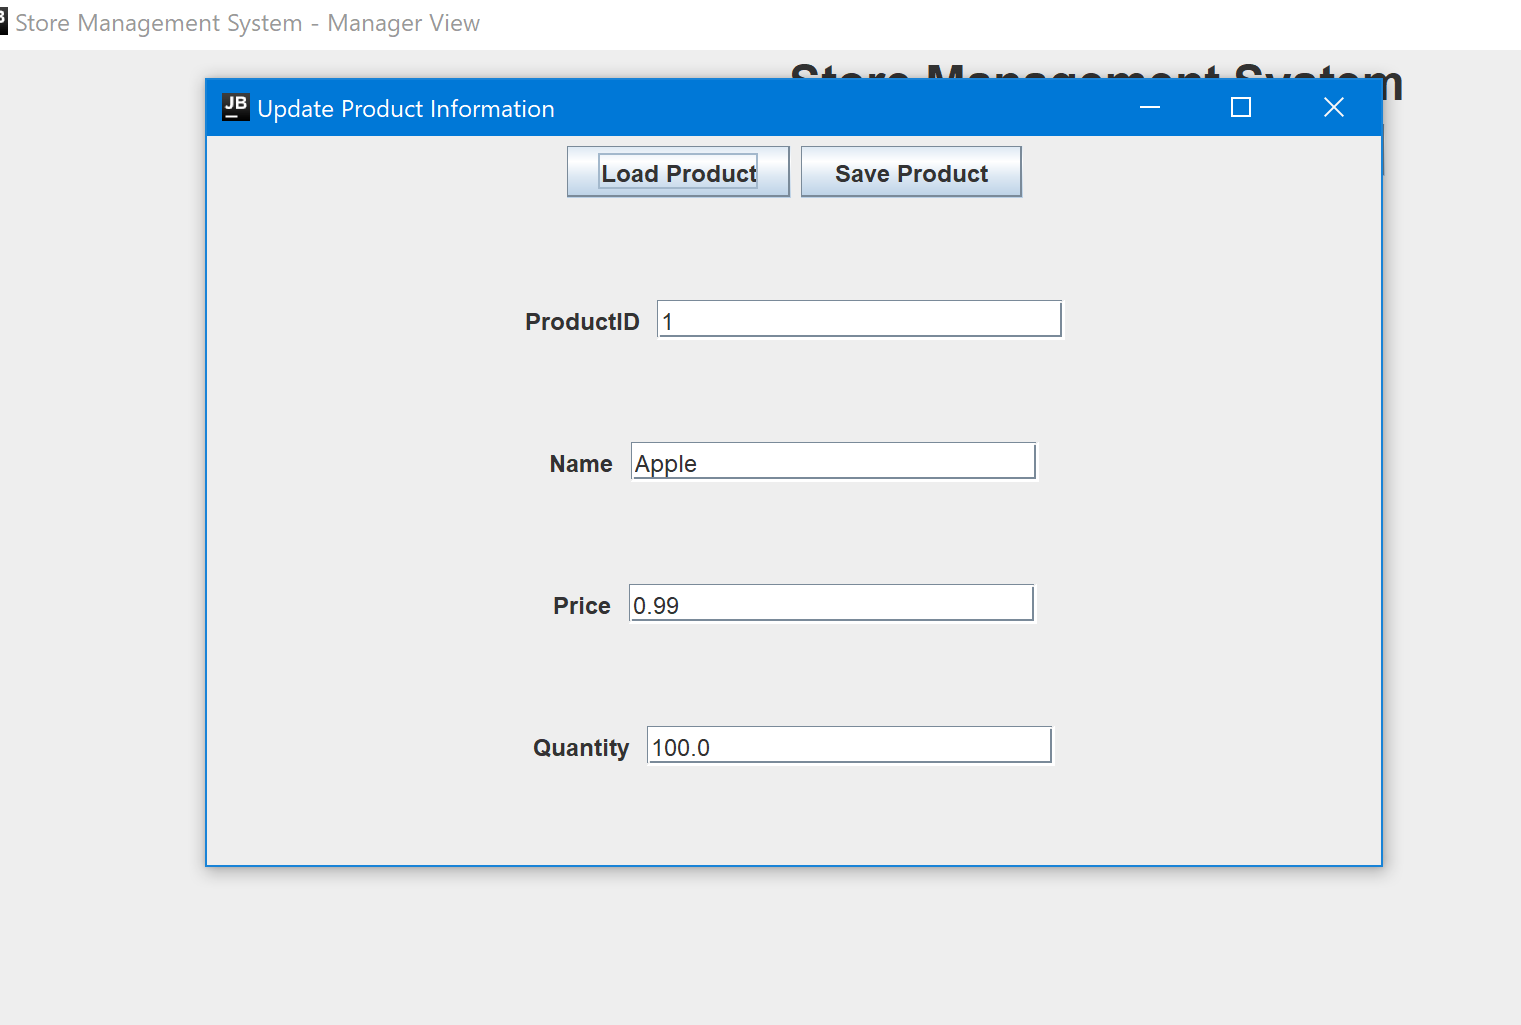 Store Management System - Manager View
Store Management System
JB Update Product Information
Load Product Save Product
ProductID 1
Name Apple
Price 0.99
Quantity 100.0